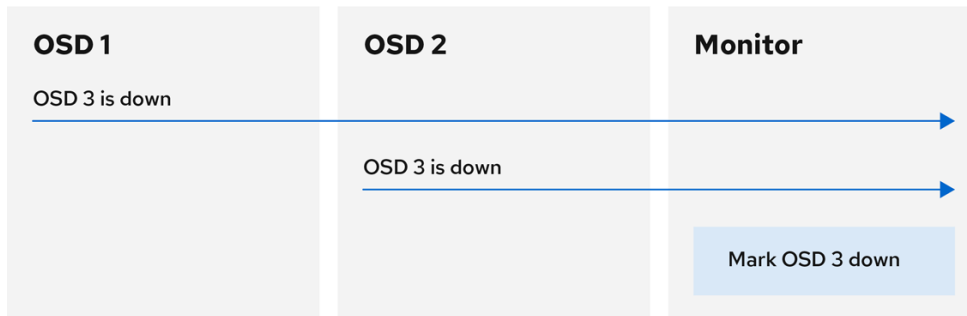 OSD 1
OSD 2
Monitor
OSD 3 is down
OSD 3 is down
Mark OSD 3 down